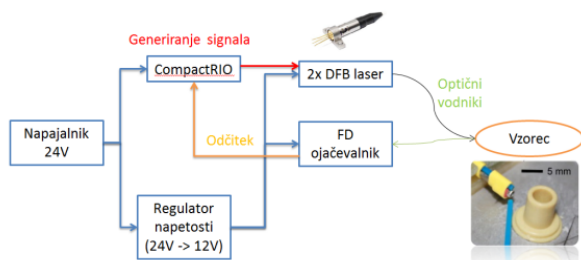 Generiranje signala
CompactRIO
2x DFB laser
Optični
vodniki
Napajalnik
24V
Odčitek
FD
ojačevalnik
Vzorec
5 mm
Regulator
napetosti
(24V -> 12V)